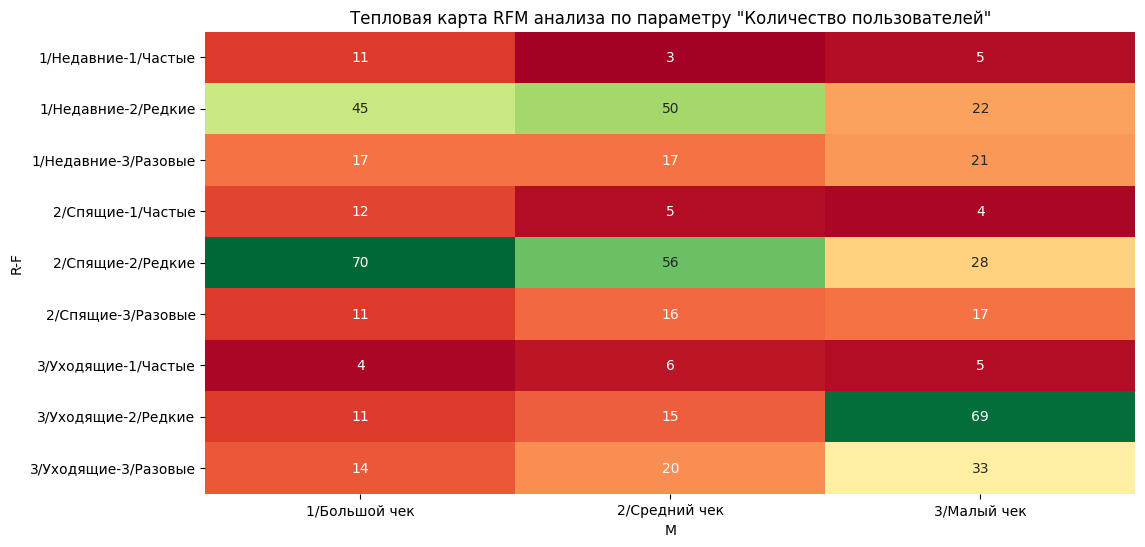 Тепловая карта RFM анализа по параметру "Количество пользователей"
R-F
1/Недавние-1/Частые 11 3 5
1/Недавние-2/Редкие 45 50 22
1/Недавние-3/Разовые 17 17 21
2/Спящие-1/Частые 12 5 4
2/Спящие-2/Редкие 70 56 28
2/Спящие-3/Разовые 11 16 17
3/Уходящие-1/Частые 4 6 5
3/Уходящие-2/Редкие 11 15 69
3/Уходящие-3/Разовые 14 20 33
1/Большой чек 2/Средний чек 3/Малый чек
M